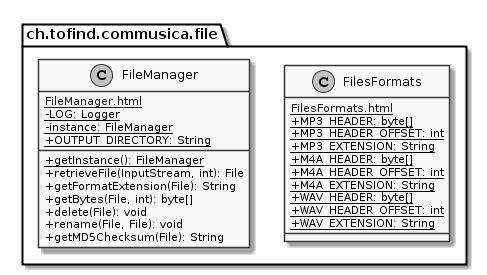 ch.tofind.commusica.file
C FileManager
FileManager.html
-LOG: Logger
-instance: FileManager
+OUTPUT_DIRECTORY: String
+getInstance(): FileManager
+retrieveFile(InputStream, int): File
+getFormatExtension(File): String
+getBytes(File, int): byte[]
+delete(File): void
+rename(File, File): void
+getMD5Checksum(File): String
C FilesFormats
FilesFormats.html
+MP3_HEADER: byte[]
+MP3_HEADER_OFFSET: int
+MP3_EXTENSION: String
+M4A_HEADER: byte[]
+M4A_HEADER_OFFSET: int
+M4A_EXTENSION: String
+WAV_HEADER: byte[]
+WAV_HEADER_OFFSET: int
+WAV_EXTENSION: String